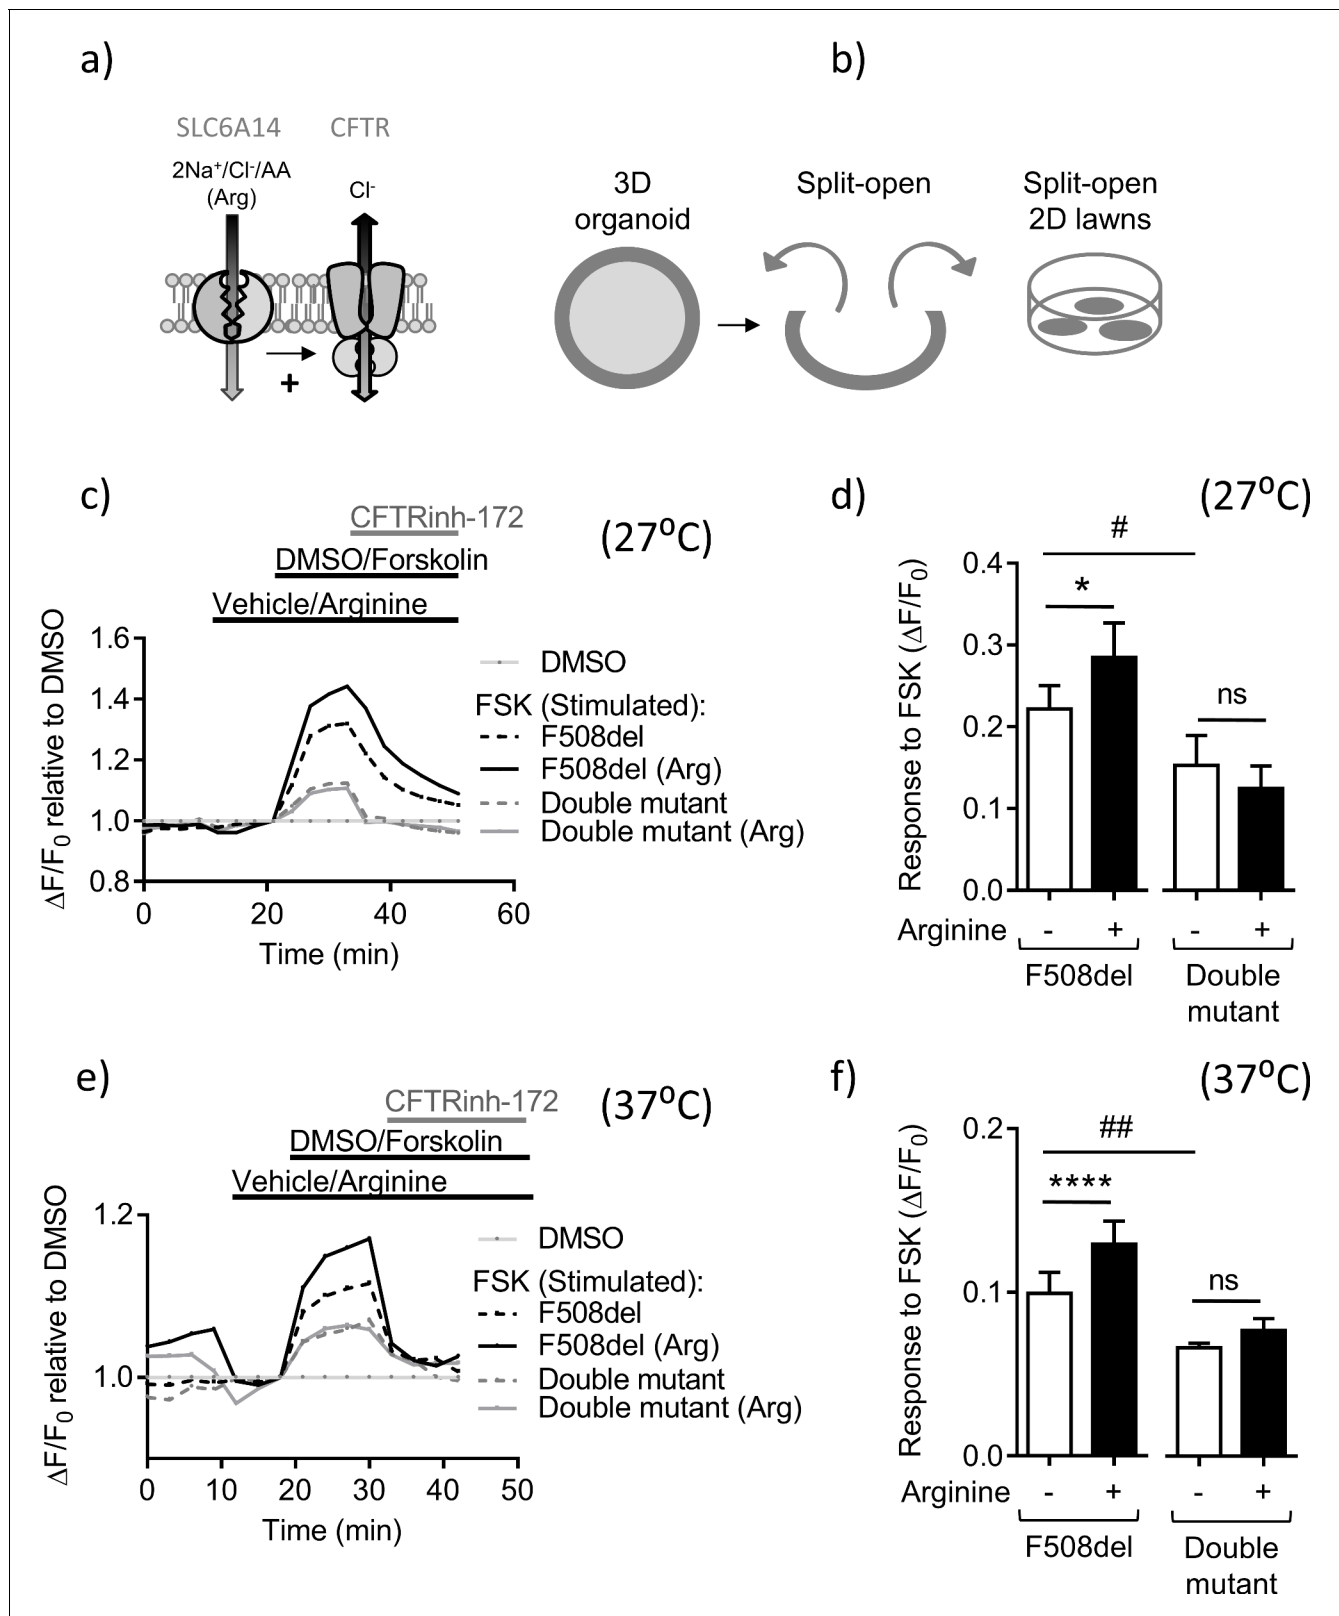 a)
SLC6A14 CFTR
2Na⁺/Cl⁻/AA
(Arg)
Cl⁻
+
b)
3D
organoid
Split-open
Split-open
2D lawns
c)
(27⁰C)
CFTRinh-172
DMSO/Forskolin
Vehicle/Arginine
ΔF/F₀ relative to DMSO
1.6
1.4
1.2
1.0
0.8
0 20 40 60
Time (min)
DMSO
FSK (Stimulated):
F508del
F508del (Arg)
Double mutant
Double mutant (Arg)
d)
(27⁰C)
Response to FSK (ΔF/F₀)
0.4
0.3
0.2
0.1
0.0
#
*
ns
Arginine - + - +
F508del
Double
mutant
e)
(37⁰C)
CFTRinh-172
DMSO/Forskolin
Vehicle/Arginine
ΔF/F₀ relative to DMSO
1.2
1.0
0 10 20 30 40 50
Time (min)
DMSO
FSK (Stimulated):
F508del
F508del (Arg)
Double mutant
Double mutant (Arg)
f)
(37⁰C)
Response to FSK (ΔF/F₀)
0.2
0.1
0.0
##
****
ns
Arginine - + - +
F508del
Double
mutant